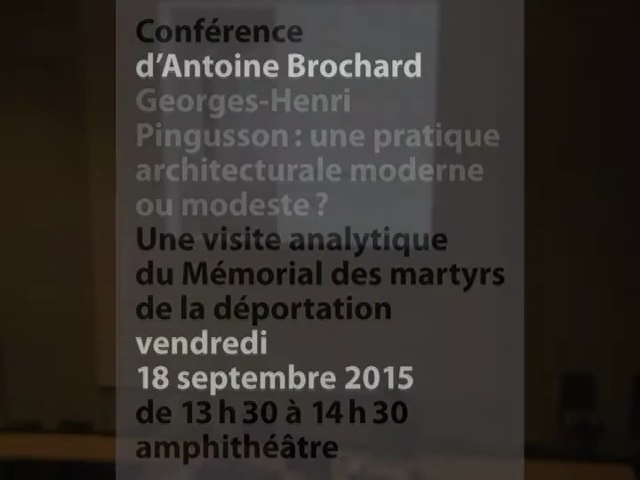 Conférence
d’Antoine Brochard
Georges-Henri
Pingusson : une pratique
architecturale moderne
ou modeste ?
Une visite analytique
du Mémorial des martyrs
de la déportation
vendredi
18 septembre 2015
de 13 h 30 à 14 h 30
amphithéâtre